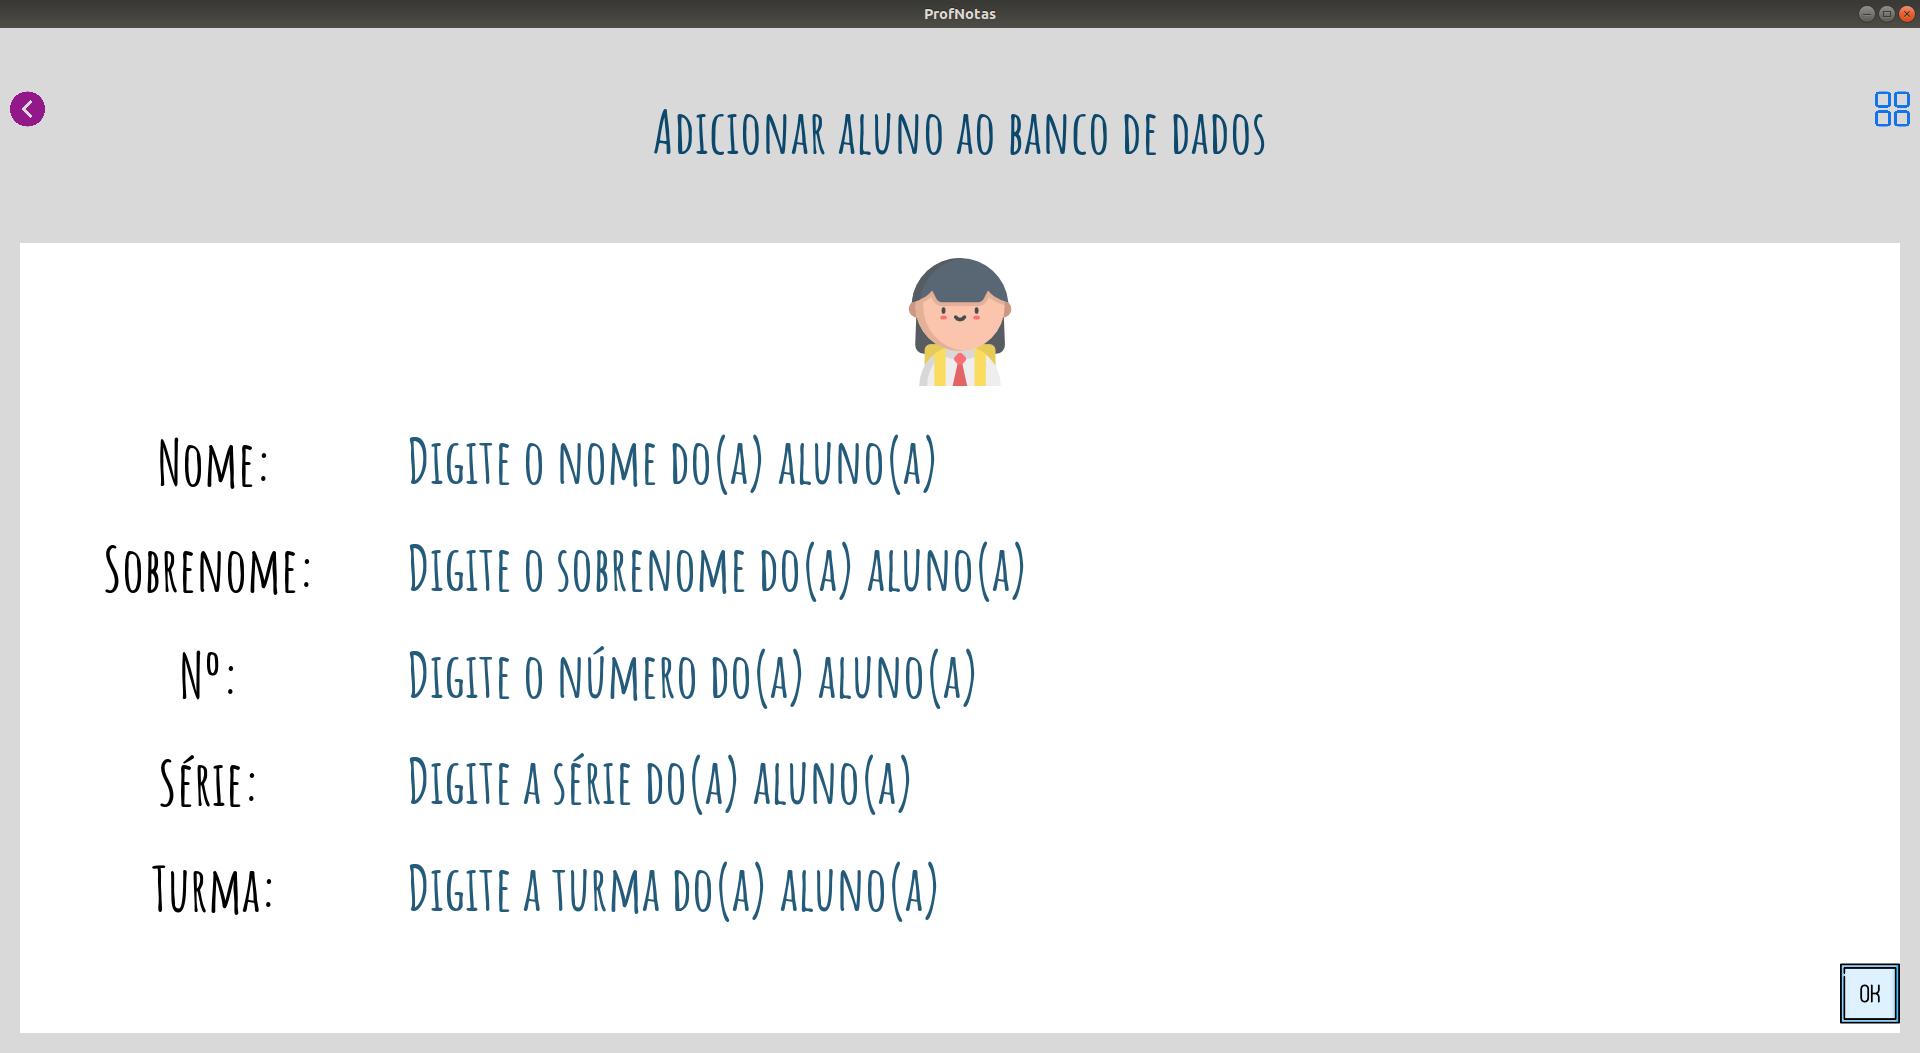 ProfNotas
Adicionar aluno ao banco de dados
Nome: Digite o nome do(a) aluno(a)
Sobrenome: Digite o sobrenome do(a) aluno(a)
Nº: Digite o número do(a) aluno(a)
Série: Digite a série do(a) aluno(a)
Turma: Digite a turma do(a) aluno(a)
OK